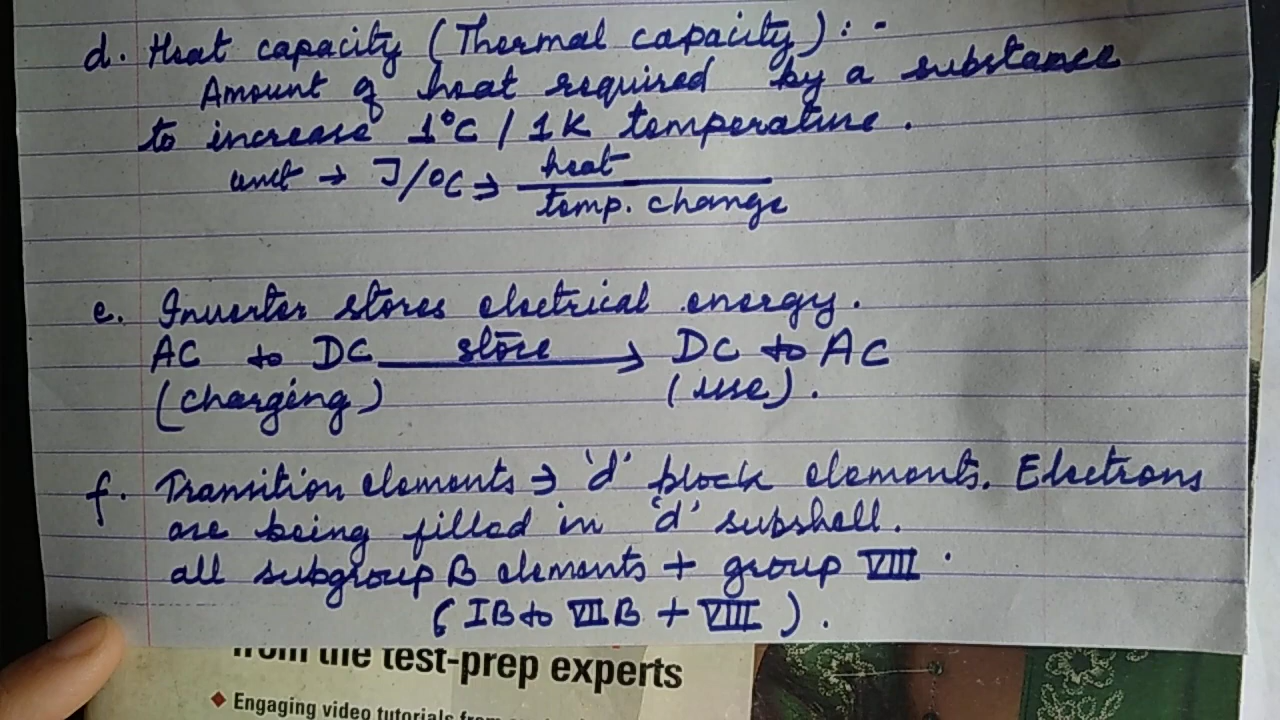 d. Heat capacity (Thermal capacity) : -
Amount of heat required by a substance
to increase 1°C / 1K temperature.
unit → J/°C ⇒ heat
temp. change
e. Inverter stores electrical energy.
AC to DC store → DC to AC
(charging) (use).
f. Transition elements ⇒ 'd' block elements. Electrons
are being filled in 'd' subshell.
all subgroup B elements + group VIII.
(IB to VIIB + VIII).
from the test-prep experts
◆ Engaging video tutorials from